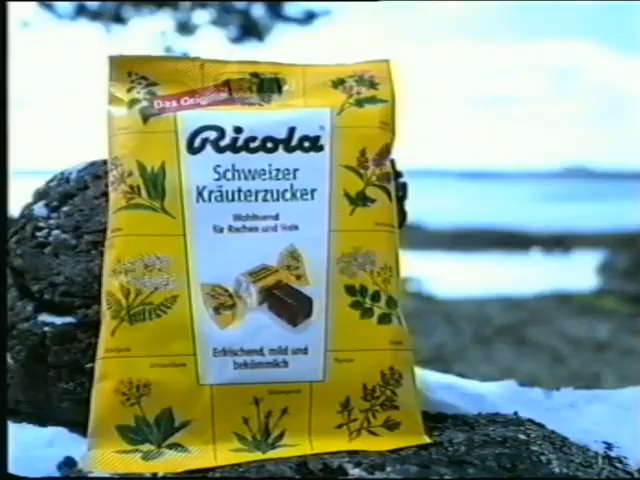 Das Original
Ricola
Schweizer
Kräuterzucker
Wohltuend
für Rachen und Hals
Erfrischend, mild und
bekömmlich